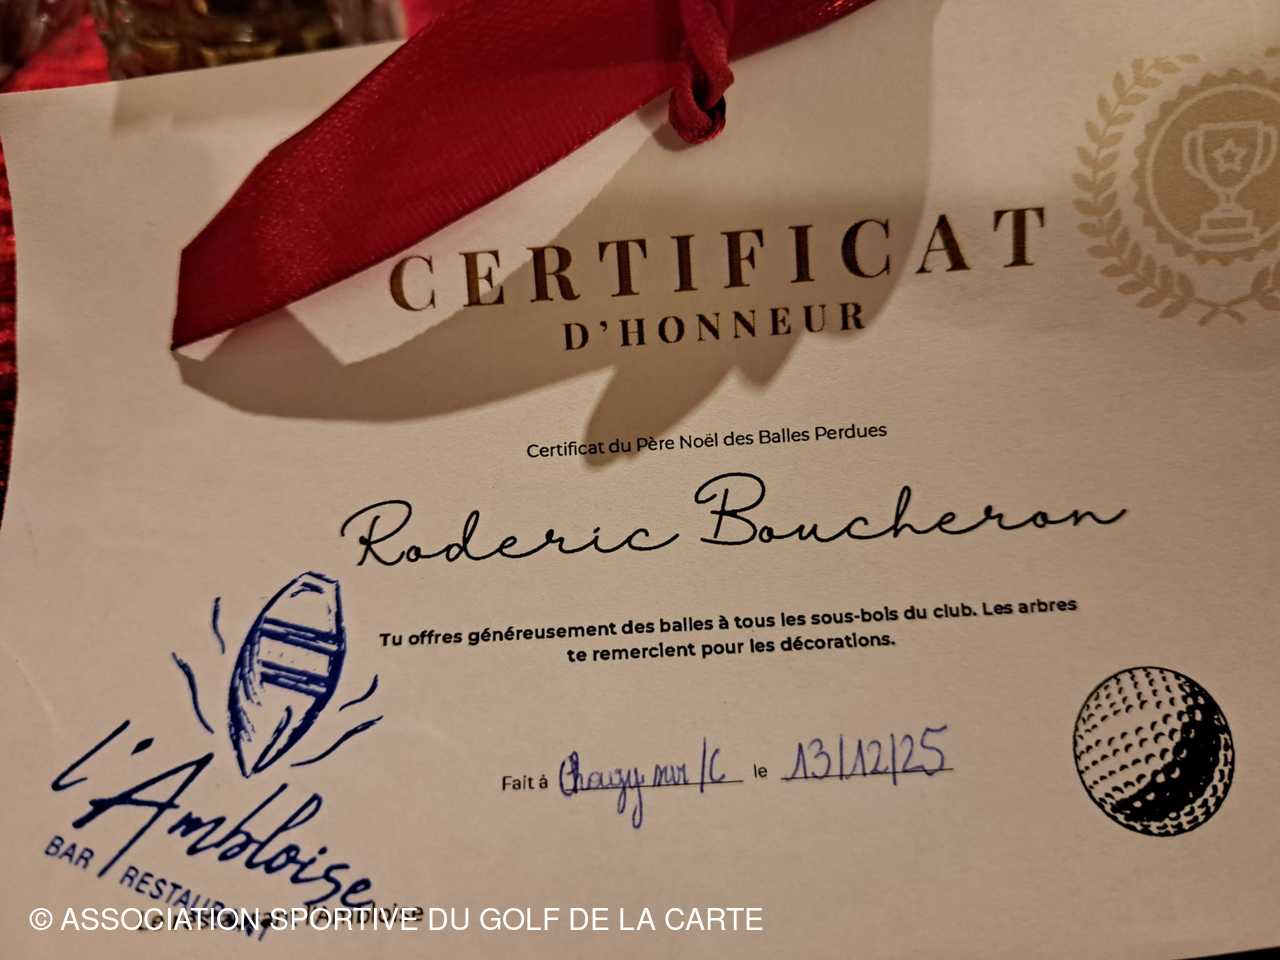 CERTIFICAT
D'HONNEUR
Certificat du Père Noël des Balles Perdues
Roderic Boucheron
Tu offres généreusement des balles à tous les sous-bois du club. Les arbres
te remercient pour les décorations.
Fait à Chouzy sur /C le 13/12/25
l'Ambloise
BAR RESTAURANT
© ASSOCIATION SPORTIVE DU GOLF DE LA CARTE